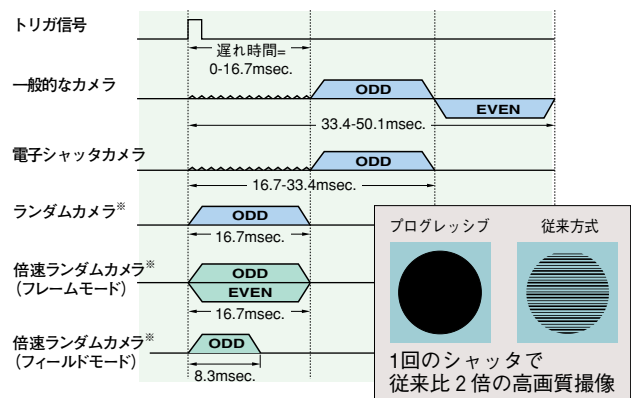 トリガ信号
遅れ時間=
0-16.7msec.
一般的なカメラ
ODD
EVEN
33.4-50.1msec.
電子シャッタカメラ
ODD
16.7-33.4msec.
ランダムカメラ※
ODD
16.7msec.
倍速ランダムカメラ※
(フレームモード)
ODD
EVEN
16.7msec.
倍速ランダムカメラ※
(フィールドモード)
ODD
8.3msec.
プログレッシブ
従来方式
1回のシャッタで
従来比2倍の高画質撮像